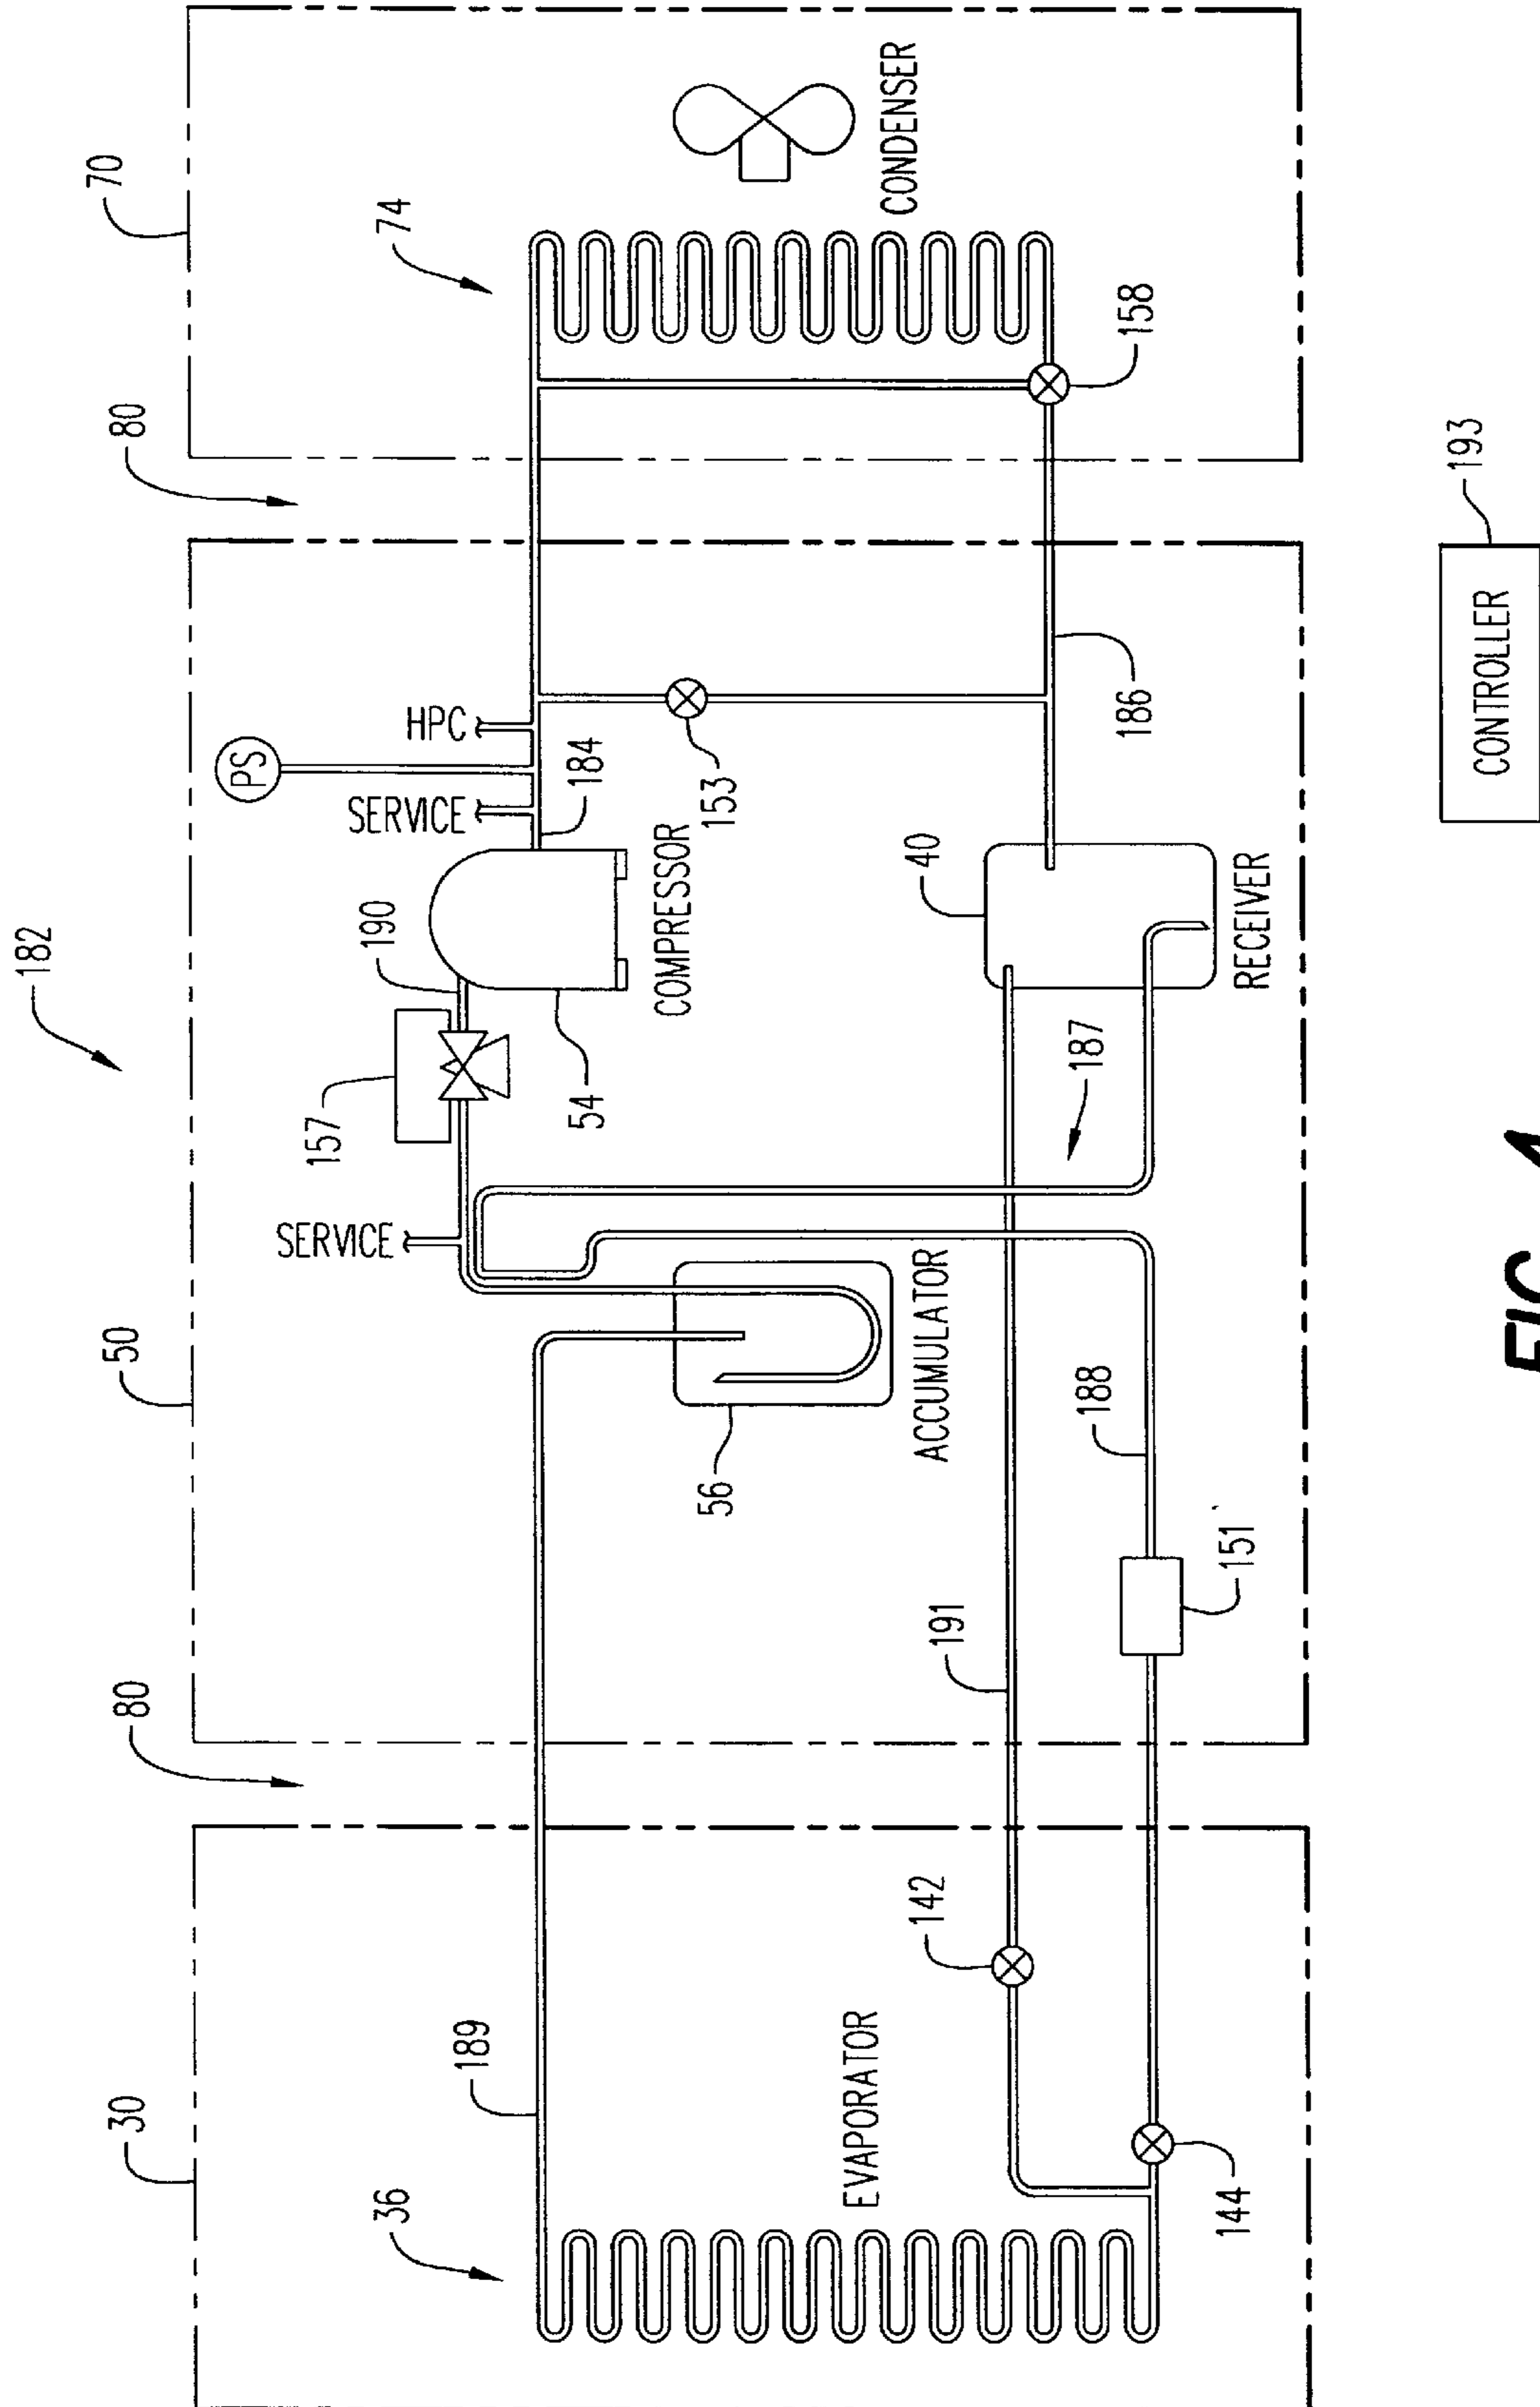 182
30
80
50
80
70
36
189
EVAPORATOR
142
144
191
151
188
56
ACCUMULATOR
SERVICE
157
190
54
COMPRESSOR
187
40
RECEIVER
SERVICE
PS
HPC
184
153
186
74
CONDENSER
158
CONTROLLER
193